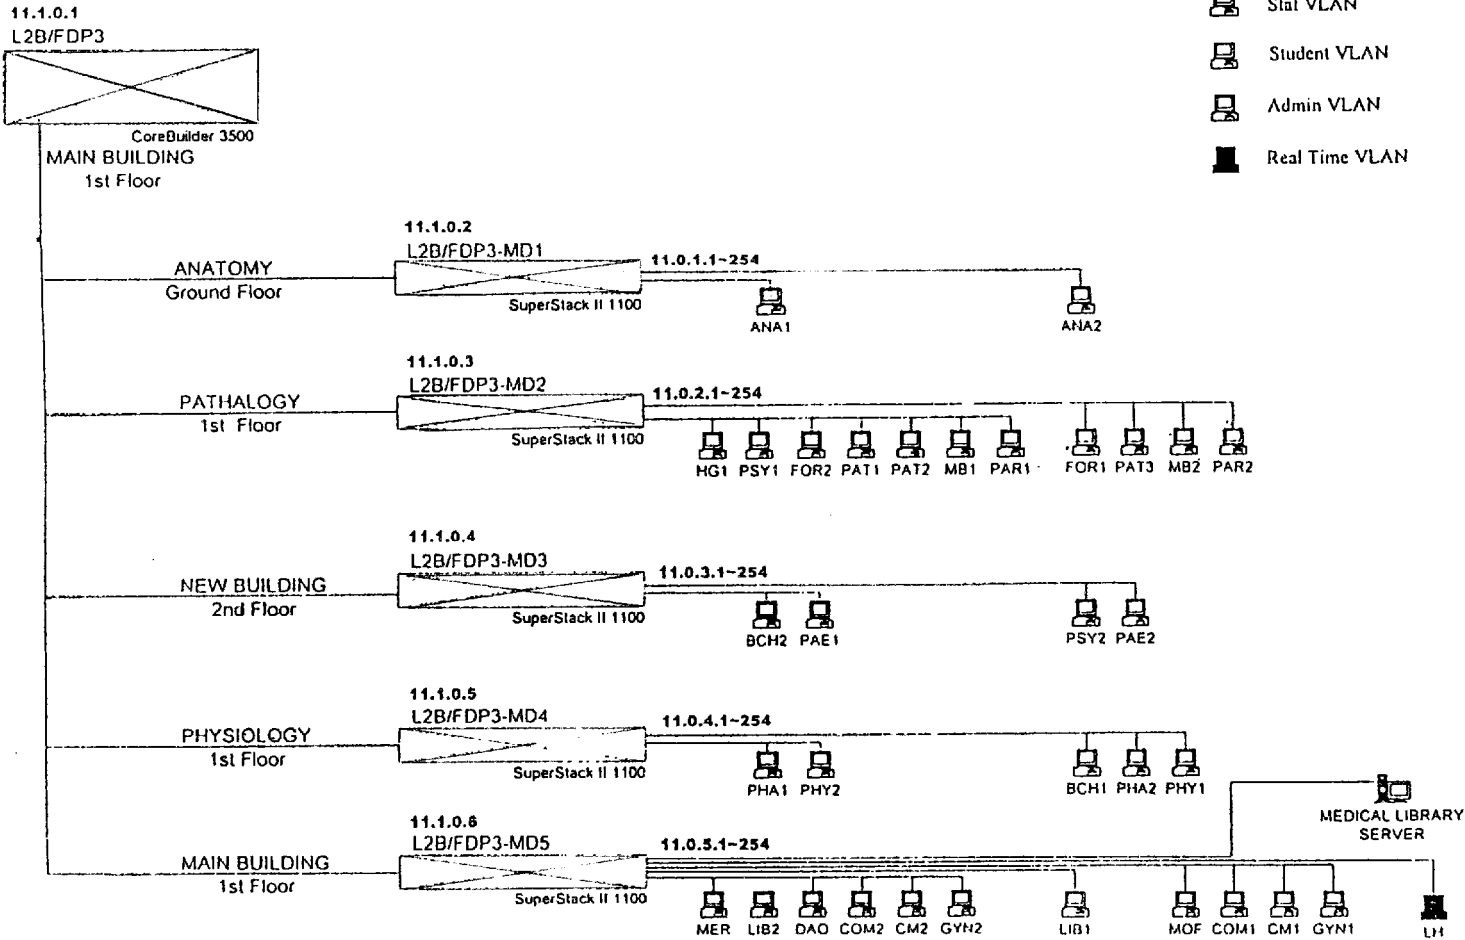 11.1.0.1
L2B/FDP3
CoreBuilder 3500
MAIN BUILDING
1st Floor
Student VLAN
Admin VLAN
Real Time VLAN
11.1.0.2
L2B/FDP3-MD1
ANATOMY
Ground Floor
SuperStack II 1100
11.0.1.1~254
ANA1
ANA2
11.1.0.3
L2B/FDP3-MD2
PATHALOGY
1st Floor
SuperStack II 1100
11.0.2.1~254
HG1 PSY1 FOR2 PAT1 PAT2 MB1 PAR1 FOR1 PAT3 MB2 PAR2
11.1.0.4
L2B/FDP3-MD3
NEW BUILDING
2nd Floor
SuperStack II 1100
11.0.3.1~254
BCH2 PAE1 PSY2 PAE2
11.1.0.5
L2B/FDP3-MD4
PHYSIOLOGY
1st Floor
SuperStack II 1100
11.0.4.1~254
PHA1 PHY2 BCH1 PHA2 PHY1
MEDICAL LIBRARY
SERVER
11.1.0.6
L2B/FDP3-MD5
MAIN BUILDING
1st Floor
SuperStack II 1100
11.0.5.1~254
MER LIB2 DAO COM2 CM2 GYN2 LIB1 MOF COM1 CM1 GYN1